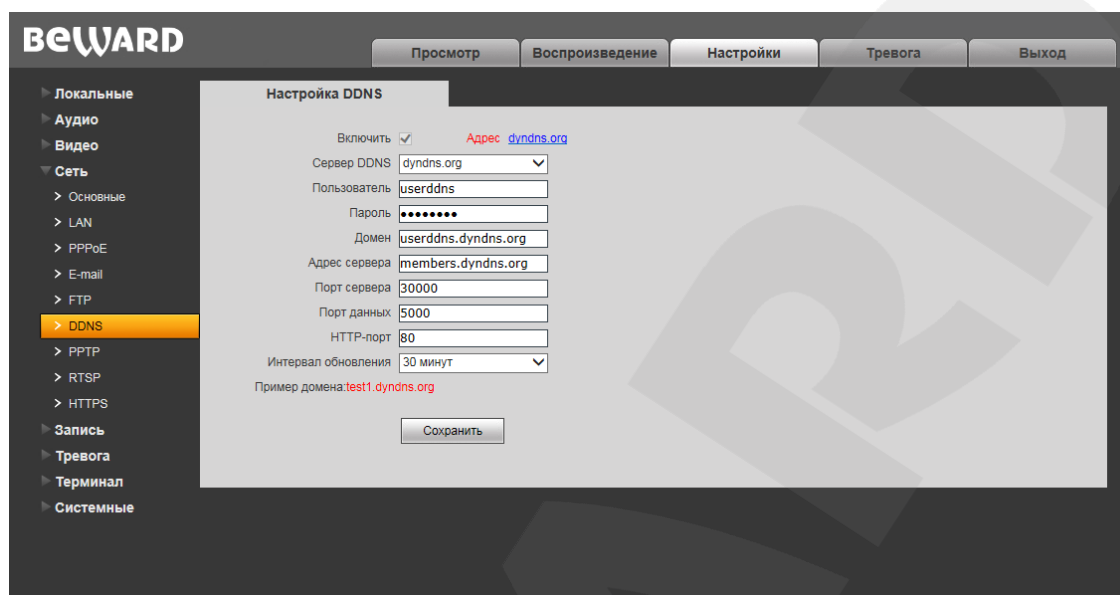 BEWARD
Просмотр
Воспроизведение
Настройки
Тревога
Выход
Локальные
Аудио
Видео
Сеть
Основные
LAN
PPPoE
E-mail
FTP
DDNS
PPTP
RTSP
HTTPS
Запись
Тревога
Терминал
Системные
Настройка DDNS
Включить Адрес dyndns.org
Сервер DDNS dyndns.org
Пользователь userddns
Пароль ••••••••
Домен userddns.dyndns.org
Адрес сервера members.dyndns.org
Порт сервера 30000
Порт данных 5000
HTTP-порт 80
Интервал обновления 30 минут
Пример домена:test1.dyndns.org
Сохранить